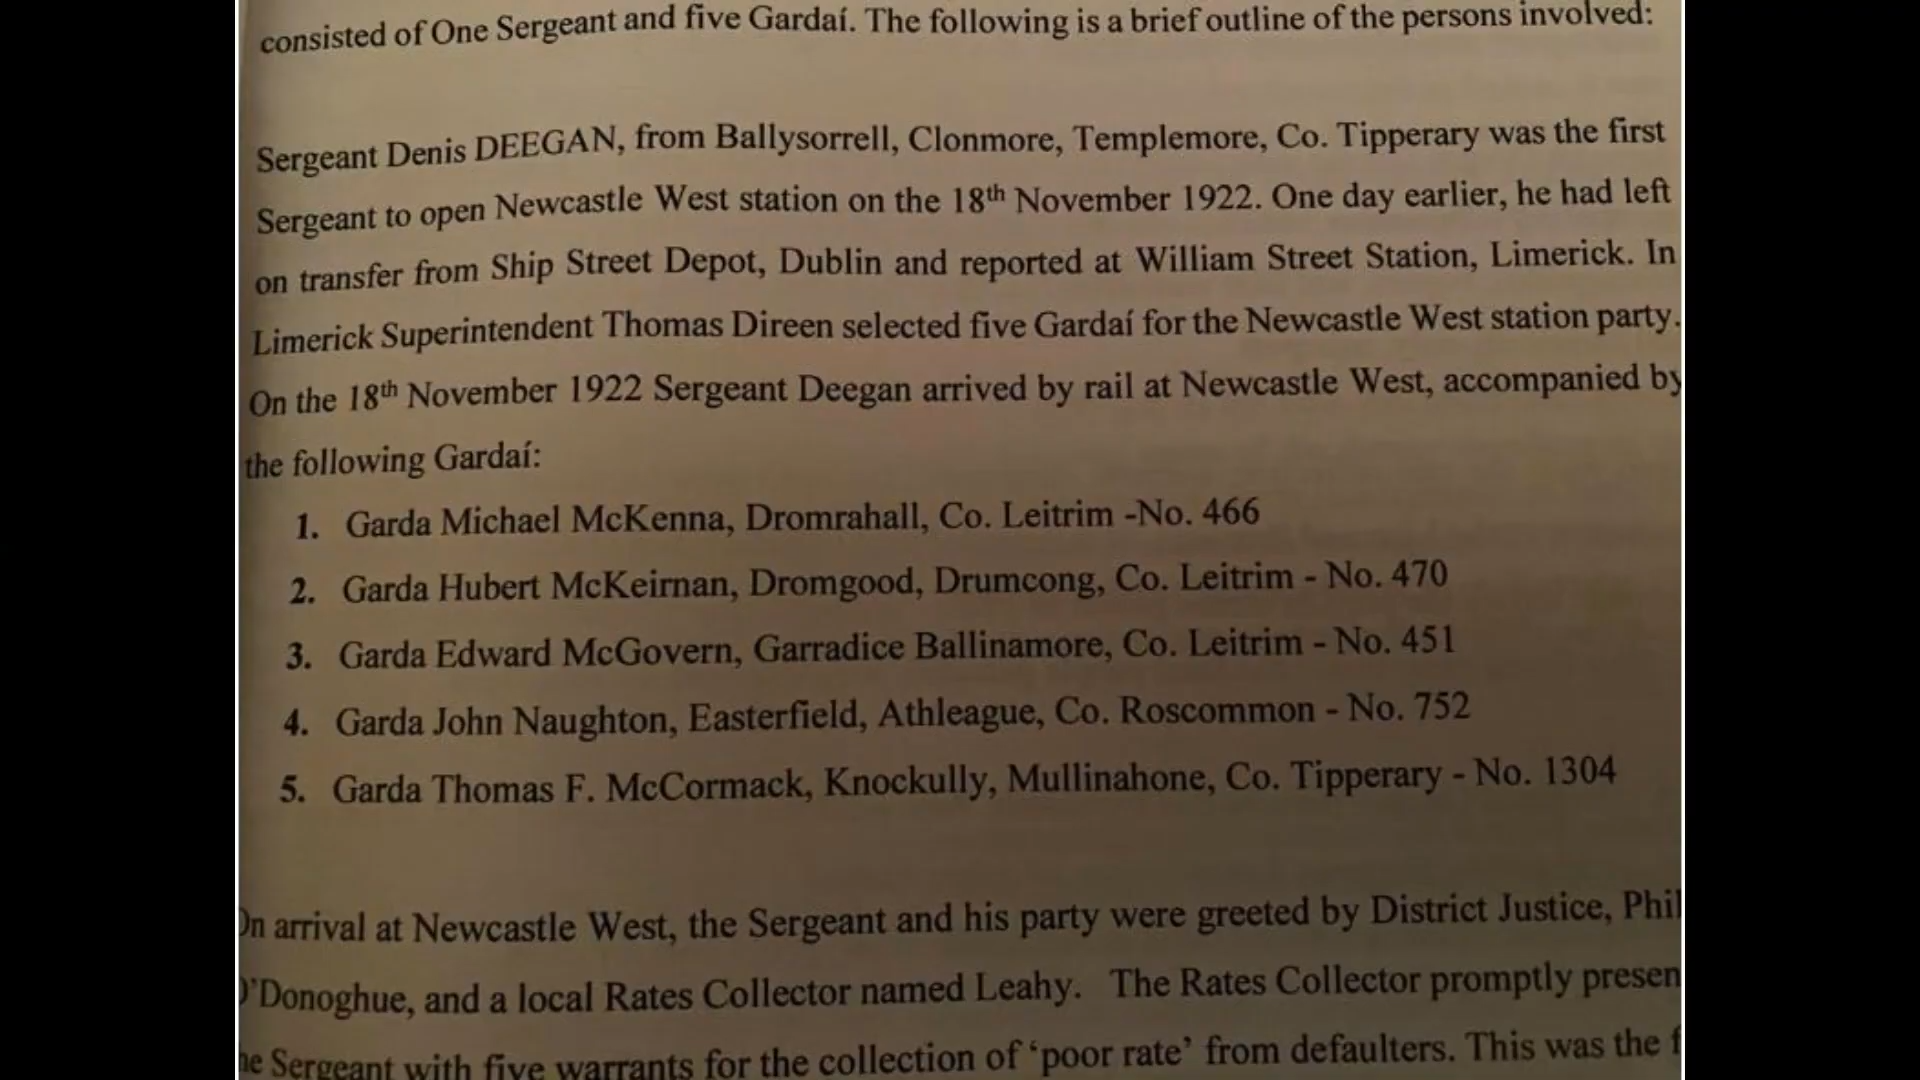 consisted of One Sergeant and five Gardaí. The following is a brief outline of the persons involved:
Sergeant Denis DEEGAN, from Ballysorrell, Clonmore, Templemore, Co. Tipperary was the first
Sergeant to open Newcastle West station on the 18th November 1922. One day earlier, he had left
on transfer from Ship Street Depot, Dublin and reported at William Street Station, Limerick. In
Limerick Superintendent Thomas Direen selected five Gardaí for the Newcastle West station party.
On the 18th November 1922 Sergeant Deegan arrived by rail at Newcastle West, accompanied by
the following Gardaí:
1. Garda Michael McKenna, Dromrahall, Co. Leitrim -No. 466
2. Garda Hubert McKeirnan, Dromgood, Drumcong, Co. Leitrim - No. 470
3. Garda Edward McGovern, Garradice Ballinamore, Co. Leitrim - No. 451
4. Garda John Naughton, Easterfield, Athleague, Co. Roscommon - No. 752
5. Garda Thomas F. McCormack, Knockully, Mullinahone, Co. Tipperary - No. 1304
On arrival at Newcastle West, the Sergeant and his party were greeted by District Justice, Phil
O'Donoghue, and a local Rates Collector named Leahy. The Rates Collector promptly presen
he Sergeant with five warrants for the collection of ‘poor rate’ from defaulters. This was the f